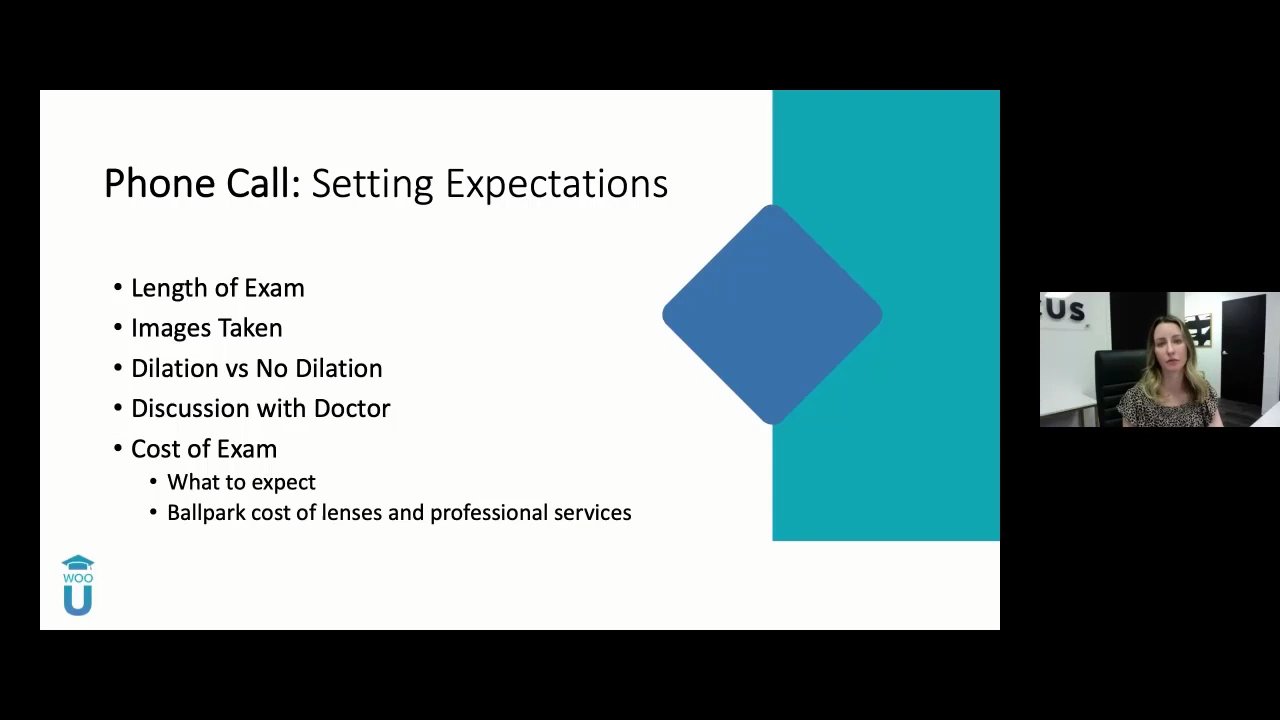 Phone Call: Setting Expectations
• Length of Exam
• Images Taken
• Dilation vs No Dilation
• Discussion with Doctor
• Cost of Exam
• What to expect
• Ballpark cost of lenses and professional services
WOO
U
US